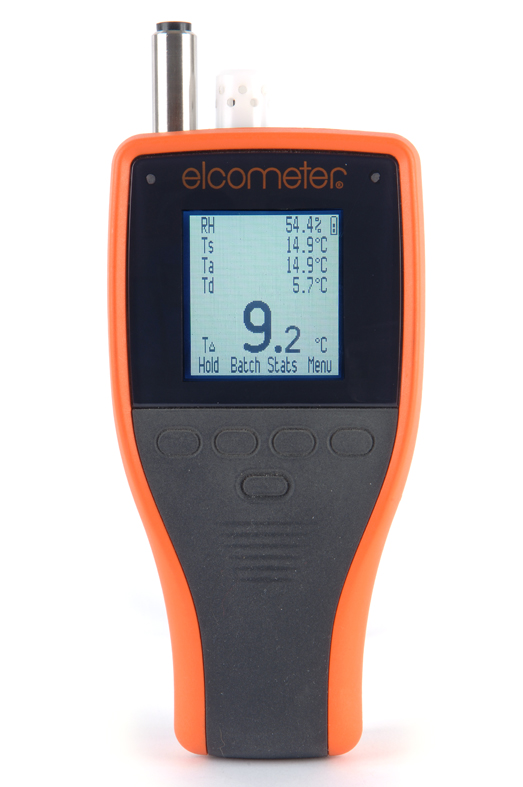 elcometer®
RH 54.4%
Ts 14.9°C
Ta 14.9°C
Td 5.7°C
T△ 9.2 °C
Hold Batch Stats Menu